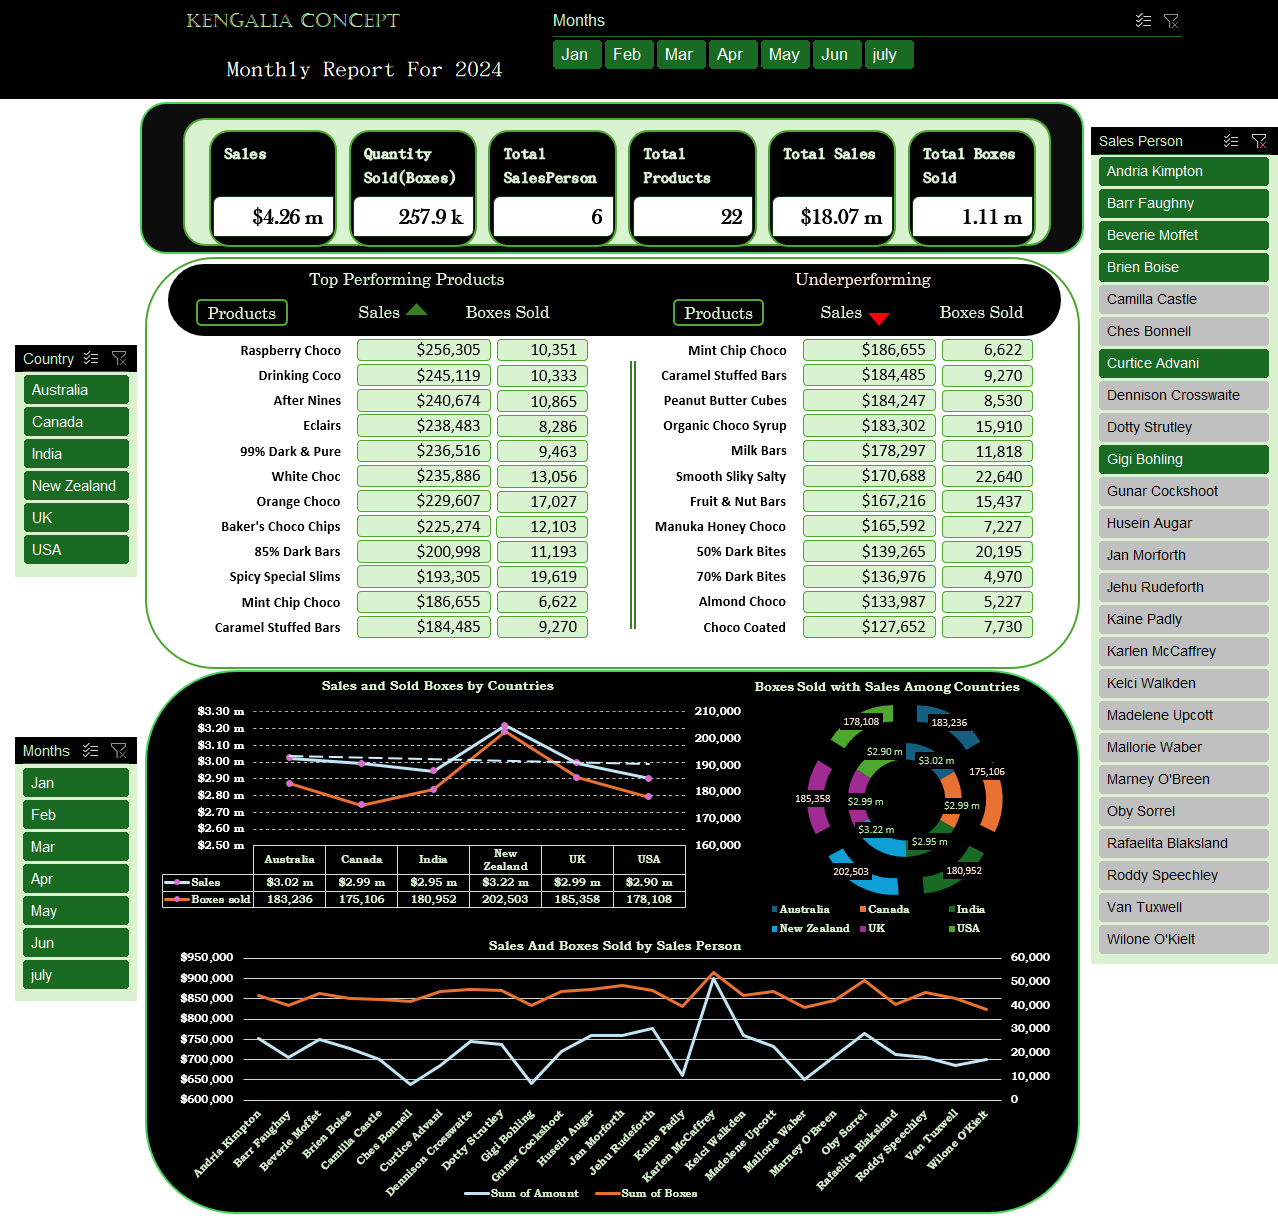 KENGALIA CONCEPT
Monthly Report For 2024
Months
Jan Feb Mar Apr May Jun july
Sales
$4.26 m
Quantity
Sold(Boxes)
257.9 k
Total
SalesPerson
6
Total
Products
22
Total Sales
$18.07 m
Total Boxes
Sold
1.11 m
Sales Person
Andria Kimpton
Barr Faughny
Beverie Moffet
Brien Boise
Camilla Castle
Ches Bonnell
Curtice Advani
Dennison Crosswaite
Dotty Strutley
Gigi Bohling
Gunar Cockshoot
Husein Augar
Jan Morforth
Jehu Rudeforth
Kaine Padly
Karlen McCaffrey
Kelci Walkden
Madelene Upcott
Mallorie Waber
Marney O'Breen
Oby Sorrel
Rafaelita Blaksland
Roddy Speechley
Van Tuxwell
Wilone O'Kielt
Country
Australia
Canada
India
New Zealand
UK
USA
Months
Jan
Feb
Mar
Apr
May
Jun
july
Top Performing Products
Products Sales Boxes Sold
Raspberry Choco $256,305 10,351
Drinking Coco $245,119 10,333
After Nines $240,674 10,865
Eclairs $238,483 8,286
99% Dark & Pure $236,516 9,463
White Choc $235,886 13,056
Orange Choco $229,607 17,027
Baker's Choco Chips $225,274 12,103
85% Dark Bars $200,998 11,193
Spicy Special Slims $193,305 19,619
Mint Chip Choco $186,655 6,622
Caramel Stuffed Bars $184,485 9,270
Underperforming
Products Sales Boxes Sold
Mint Chip Choco $186,655 6,622
Caramel Stuffed Bars $184,485 9,270
Peanut Butter Cubes $184,247 8,530
Organic Choco Syrup $183,302 15,910
Milk Bars $178,297 11,818
Smooth Sliky Salty $170,688 22,640
Fruit & Nut Bars $167,216 15,437
Manuka Honey Choco $165,592 7,227
50% Dark Bites $139,265 20,195
70% Dark Bites $136,976 4,970
Almond Choco $133,987 5,227
Choco Coated $127,652 7,730
Sales and Sold Boxes by Countries
$3.30 m
$3.20 m
$3.10 m
$3.00 m
$2.90 m
$2.80 m
$2.70 m
$2.60 m
$2.50 m
210,000
200,000
190,000
180,000
170,000
160,000
Australia Canada India New Zealand UK USA
Sales $3.02 m $2.99 m $2.95 m $3.22 m $2.99 m $2.90 m
Boxes sold 183,236 175,106 180,952 202,503 185,358 178,108
Boxes Sold with Sales Among Countries
178,108
183,236
$2.90 m
$3.02 m
175,106
185,358
$2.99 m
$2.99 m
$3.22 m
$2.95 m
202,503
180,952
Australia Canada India
New Zealand UK USA
Sales And Boxes Sold by Sales Person
$950,000
$900,000
$850,000
$800,000
$750,000
$700,000
$650,000
$600,000
60,000
50,000
40,000
30,000
20,000
10,000
0
Andria Kimpton
Barr Faughny
Beverie Moffet
Brien Boise
Camilla Castle
Ches Bonnell
Curtice Advani
Dennison Crosswaite
Dotty Strutley
Gigi Bohling
Gunar Cockshoot
Husein Augar
Jan Morforth
Jehu Rudeforth
Kaine Padly
Karlen McCaffrey
Kelci Walkden
Madelene Upcott
Mallorie Waber
Marney O'Breen
Oby Sorrel
Rafaelita Blaksland
Roddy Speechley
Van Tuxwell
Wilone O'Kielt
Sum of Amount Sum of Boxes